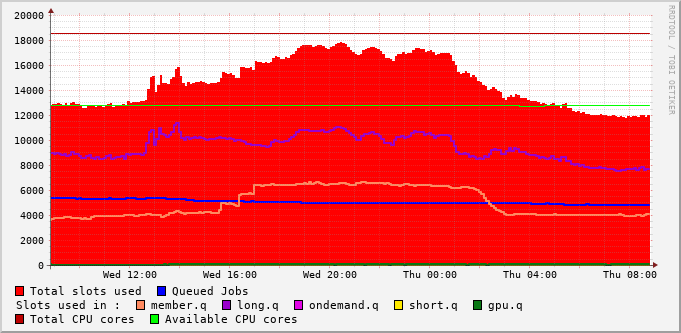 20000
18000
16000
14000
12000
10000
8000
6000
4000
2000
0
Wed 12:00 Wed 16:00 Wed 20:00 Thu 00:00 Thu 04:00 Thu 08:00
Total slots used Queued Jobs
Slots used in : member.q long.q ondemand.q short.q gpu.q
Total CPU cores Available CPU cores
RRDTOOL / TOBI OETIKER